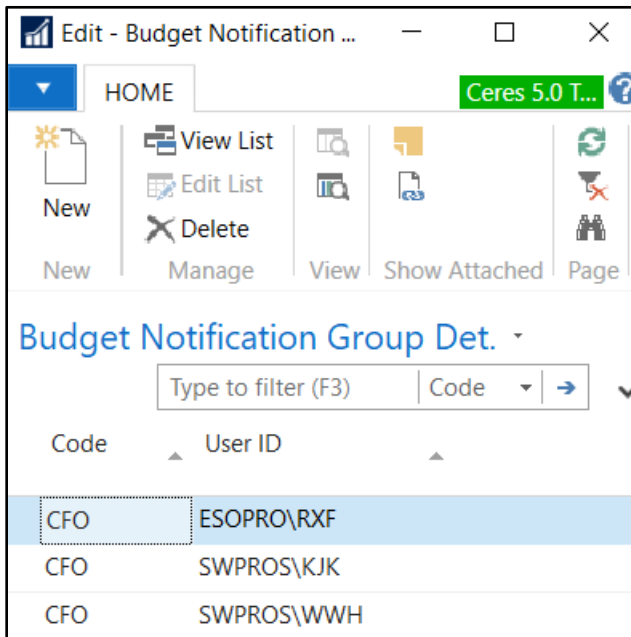 Edit - Budget Notification ...
HOME
Ceres 5.0 T...
?
New
View List
Edit List
Delete
New
Manage
View
Show Attached
Page
Budget Notification Group Det.
Type to filter (F3)
Code
Code
User ID
CFO
ESOPRO\RXF
CFO
SWPROS\KJK
CFO
SWPROS\WWH